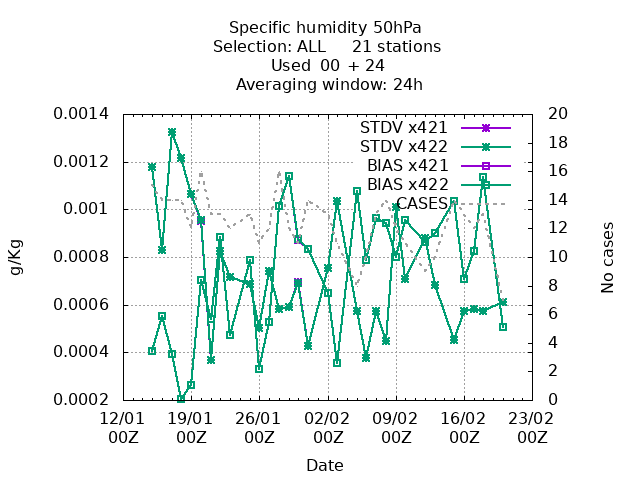 Specific humidity 50hPa
Selection: ALL 21 stations
Used 00 + 24
Averaging window: 24h
STDV x421
STDV x422
BIAS x421
BIAS x422
CASES
0.0014
0.0012
0.001
0.0008
0.0006
0.0004
0.0002
g/Kg
20
18
16
14
12
10
8
6
4
2
0
No cases
12/01 19/01 26/01 02/02 09/02 16/02 23/02
00Z 00Z 00Z 00Z 00Z 00Z 00Z
Date